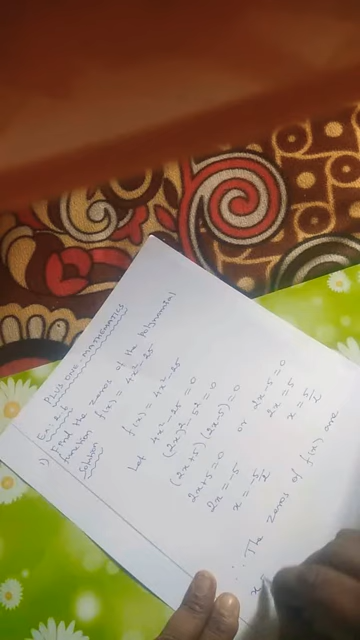 PLUS ONE - MATHEMATICS
Ex: 2.6
1) Find the zeros of the polynomial
function f(x) = 4x² - 25
Solution
f(x) = 4x² - 25
Let 4x² - 25 = 0
(2x)² - 5² = 0
(2x+5) (2x-5) = 0
2x+5 = 0 or 2x-5 = 0
2x = -5 2x = 5
x = -5/2 x = 5/2
∴ The zeros of f(x) are
x